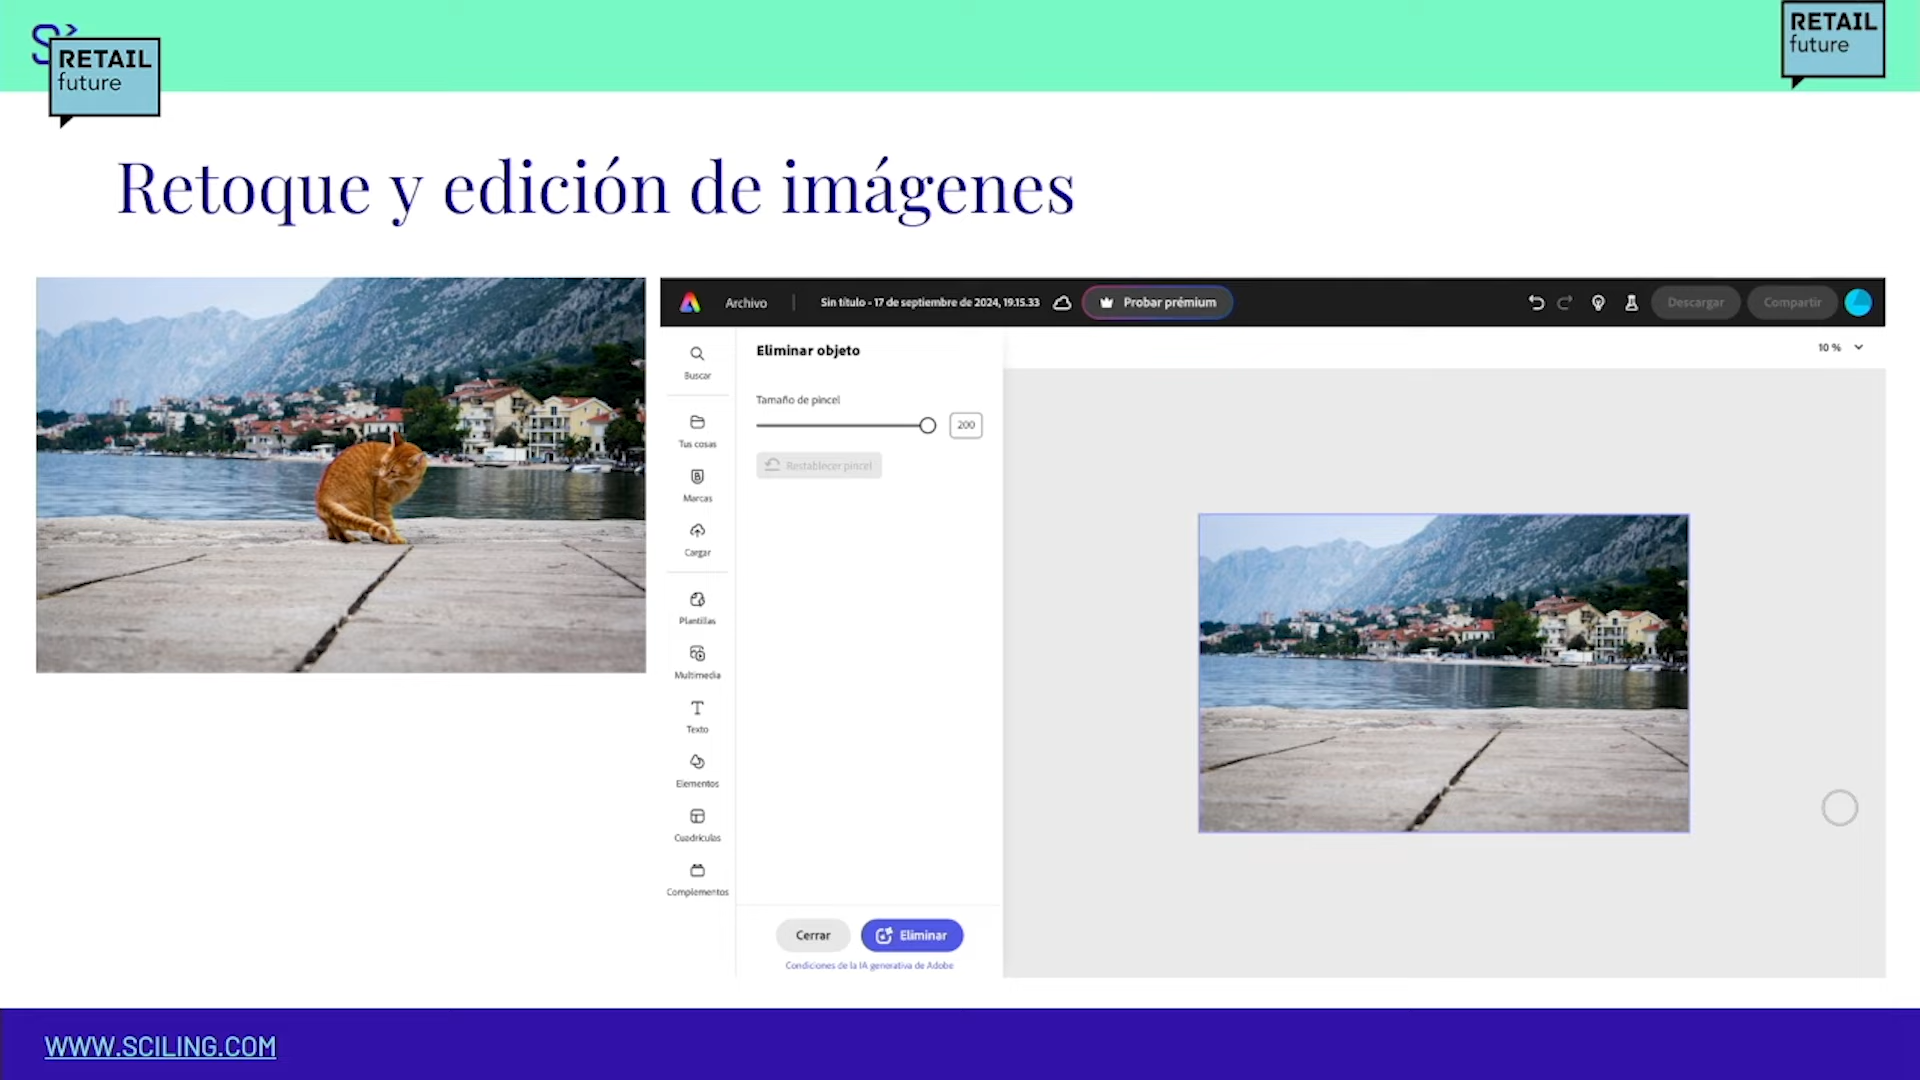 RETAIL
future
RETAIL
future
Retoque y edición de imágenes
Archivo
Sin título - 17 de septiembre de 2024, 19.15.33
Probar prémium
Descargar
Compartir
Buscar
Tus cosas
Marcas
Cargar
Plantillas
Multimedia
Texto
Elementos
Cuadrículas
Complementos
Eliminar objeto
Tamaño de pincel
200
Restablecer pincel
10 %
Cerrar
Eliminar
Condiciones de la IA generativa de Adobe
WWW.SCILING.COM